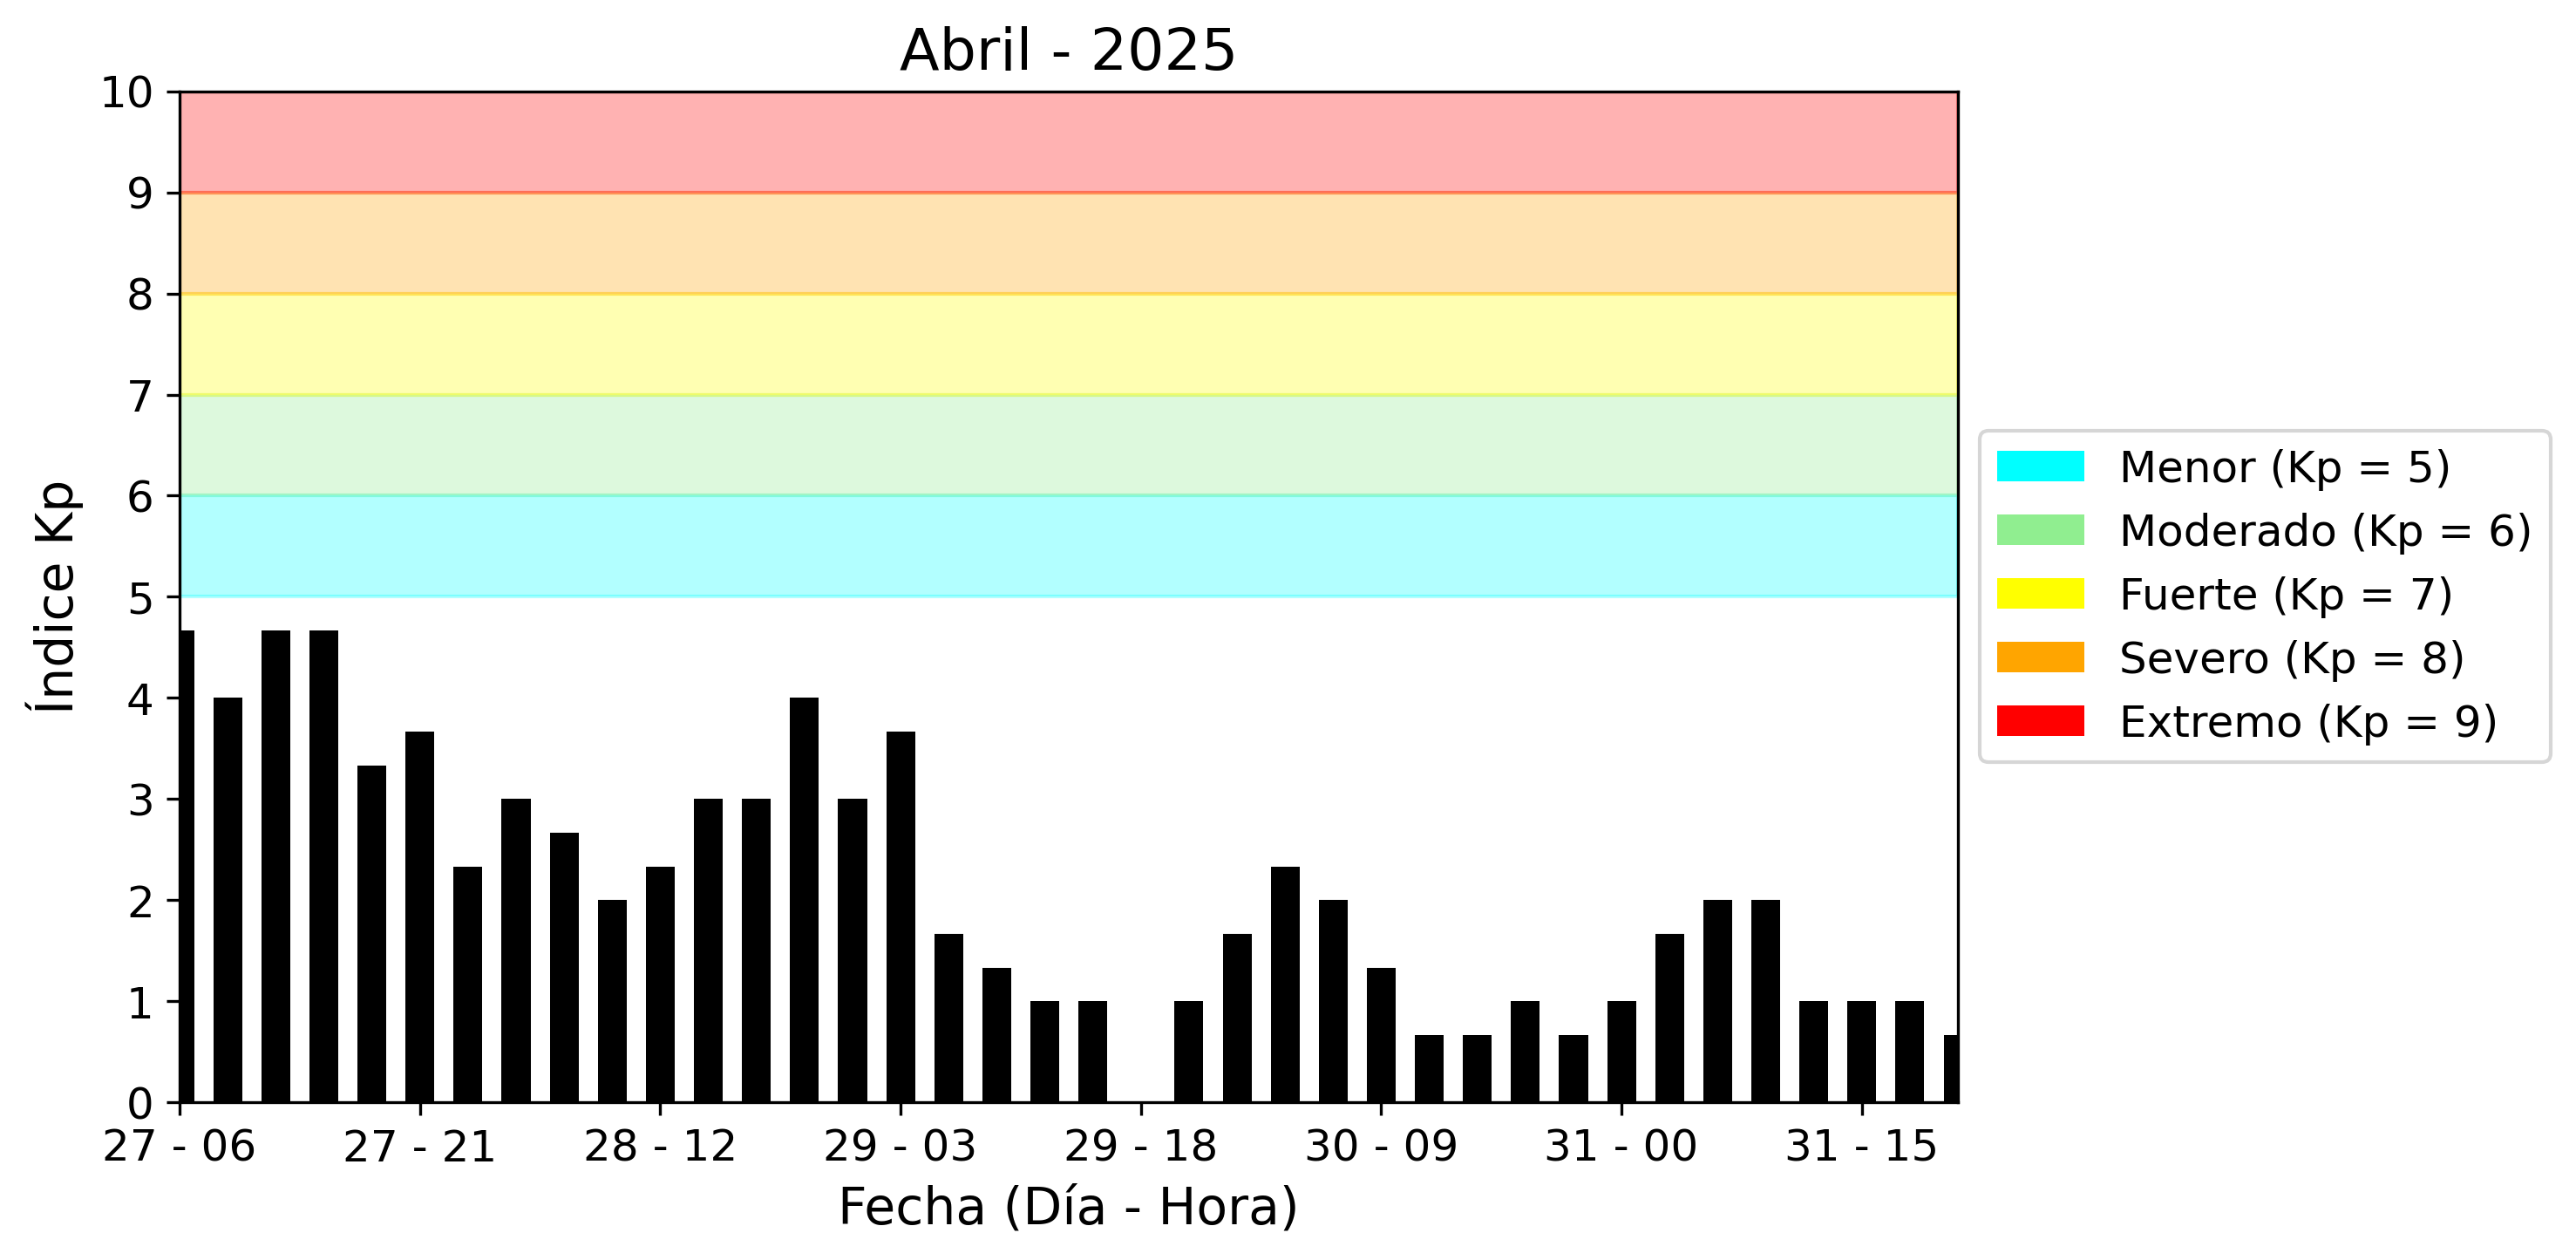 Abril - 2025
10
9
8
7
6
5
4
3
2
1
0
Índice Kp
27 - 06
27 - 21
28 - 12
29 - 03
29 - 18
30 - 09
31 - 00
31 - 15
Fecha (Día - Hora)
Menor (Kp = 5)
Moderado (Kp = 6)
Fuerte (Kp = 7)
Severo (Kp = 8)
Extremo (Kp = 9)